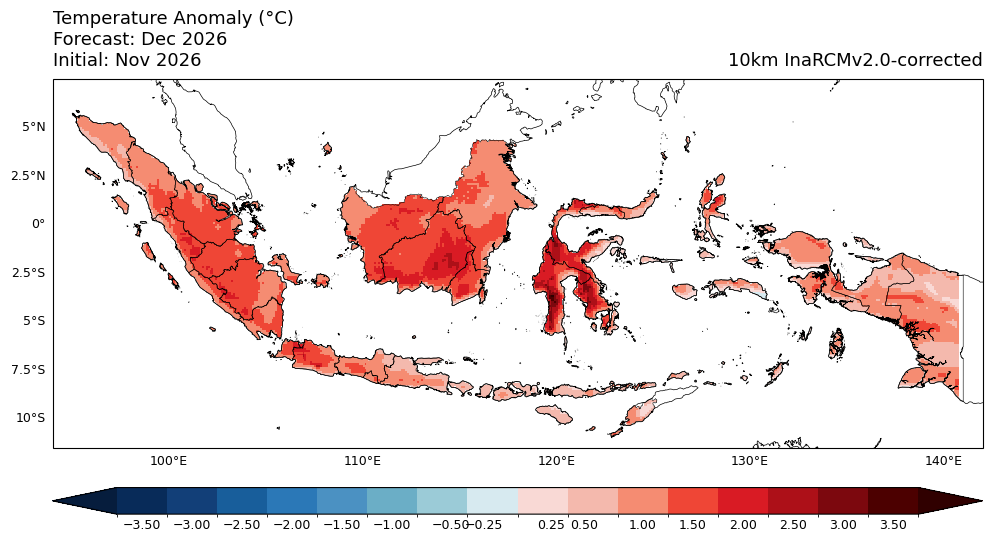 Temperature Anomaly (°C)
Forecast: Dec 2026
Initial: Nov 2026
10km InaRCMv2.0-corrected
5°N
2.5°N
0°
2.5°S
5°S
7.5°S
10°S
100°E 110°E 120°E 130°E 140°E
−3.50 −3.00 −2.50 −2.00 −1.50 −1.00 −0.50 −0.25 0.25 0.50 1.00 1.50 2.00 2.50 3.00 3.50